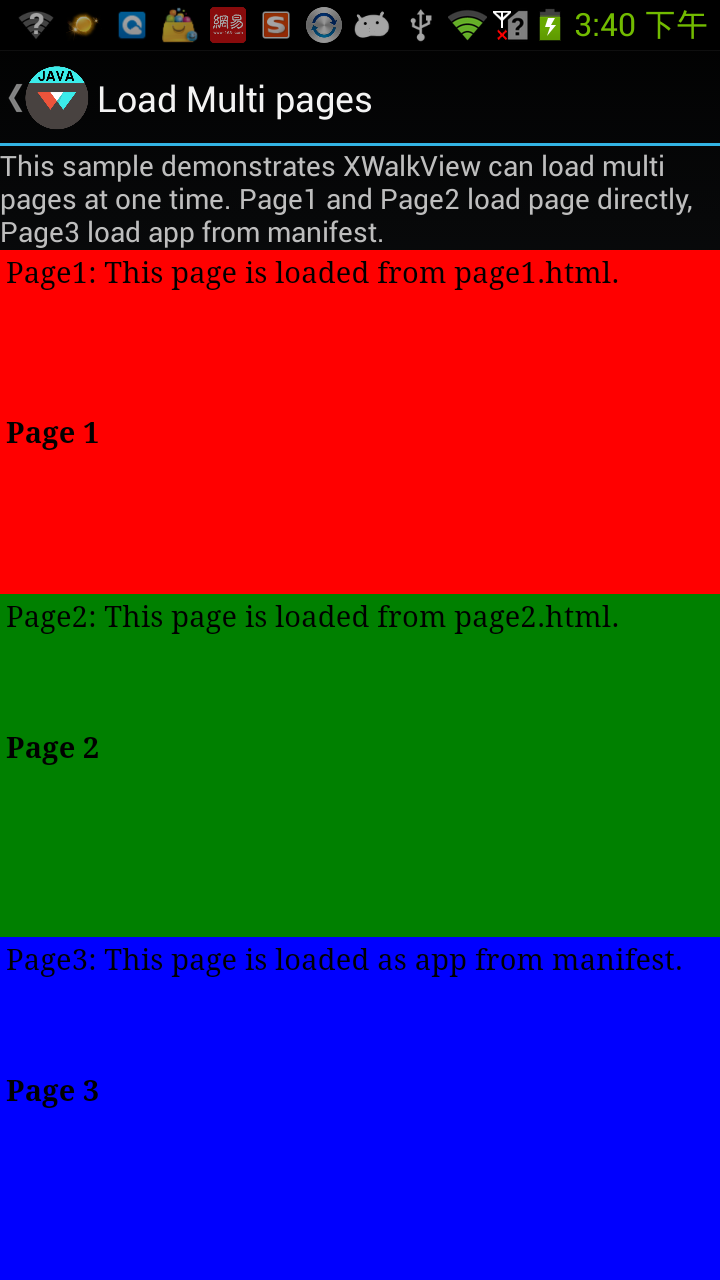 3:40 下午
JAVA
Load Multi pages
This sample demonstrates XWalkView can load multi
pages at one time. Page1 and Page2 load page directly,
Page3 load app from manifest.
Page1: This page is loaded from page1.html.
Page 1
Page2: This page is loaded from page2.html.
Page 2
Page3: This page is loaded as app from manifest.
Page 3